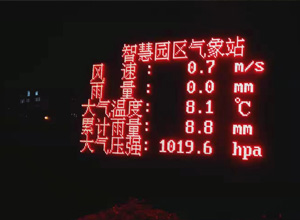 智慧园区气象站
风 速: 0.7 m/s
雨 量: 0.0 mm
大气温度: 8.1 ℃
累计雨量: 8.8 mm
大气压强: 1019.6 hpa